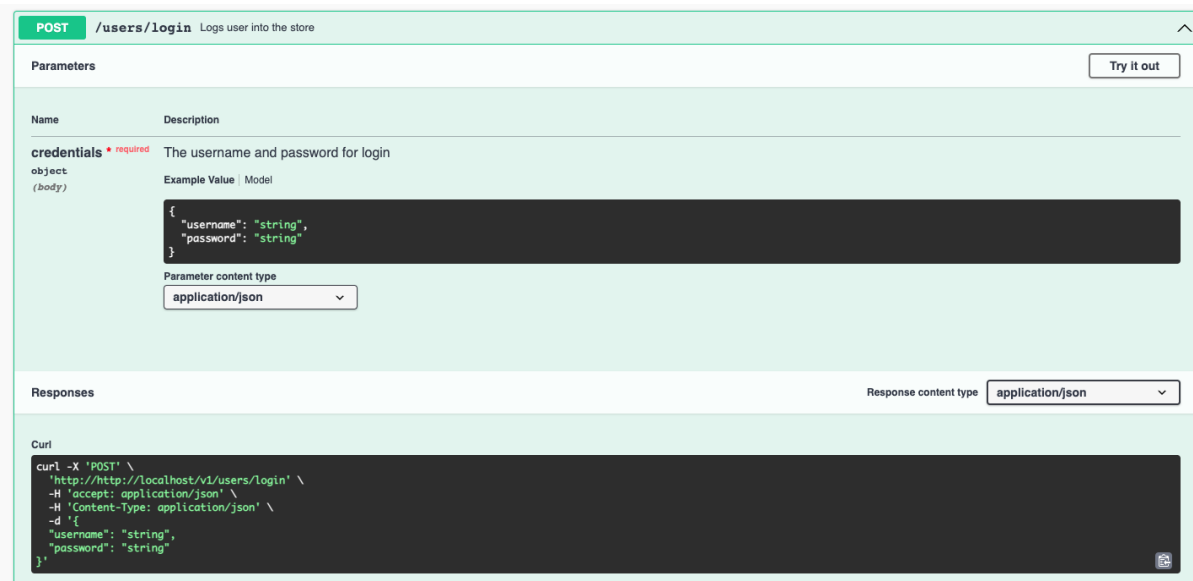 POST /users/login Logs user into the store
Parameters
Try it out
Name Description
credentials * required The username and password for login
object
(body)
Example Value | Model
{
  "username": "string",
  "password": "string"
}
Parameter content type
application/json
Responses
Response content type application/json
Curl
curl -X 'POST' \
  'http://http://localhost/v1/users/login' \
  -H 'accept: application/json' \
  -H 'Content-Type: application/json' \
  -d '{
  "username": "string",
  "password": "string"
}'